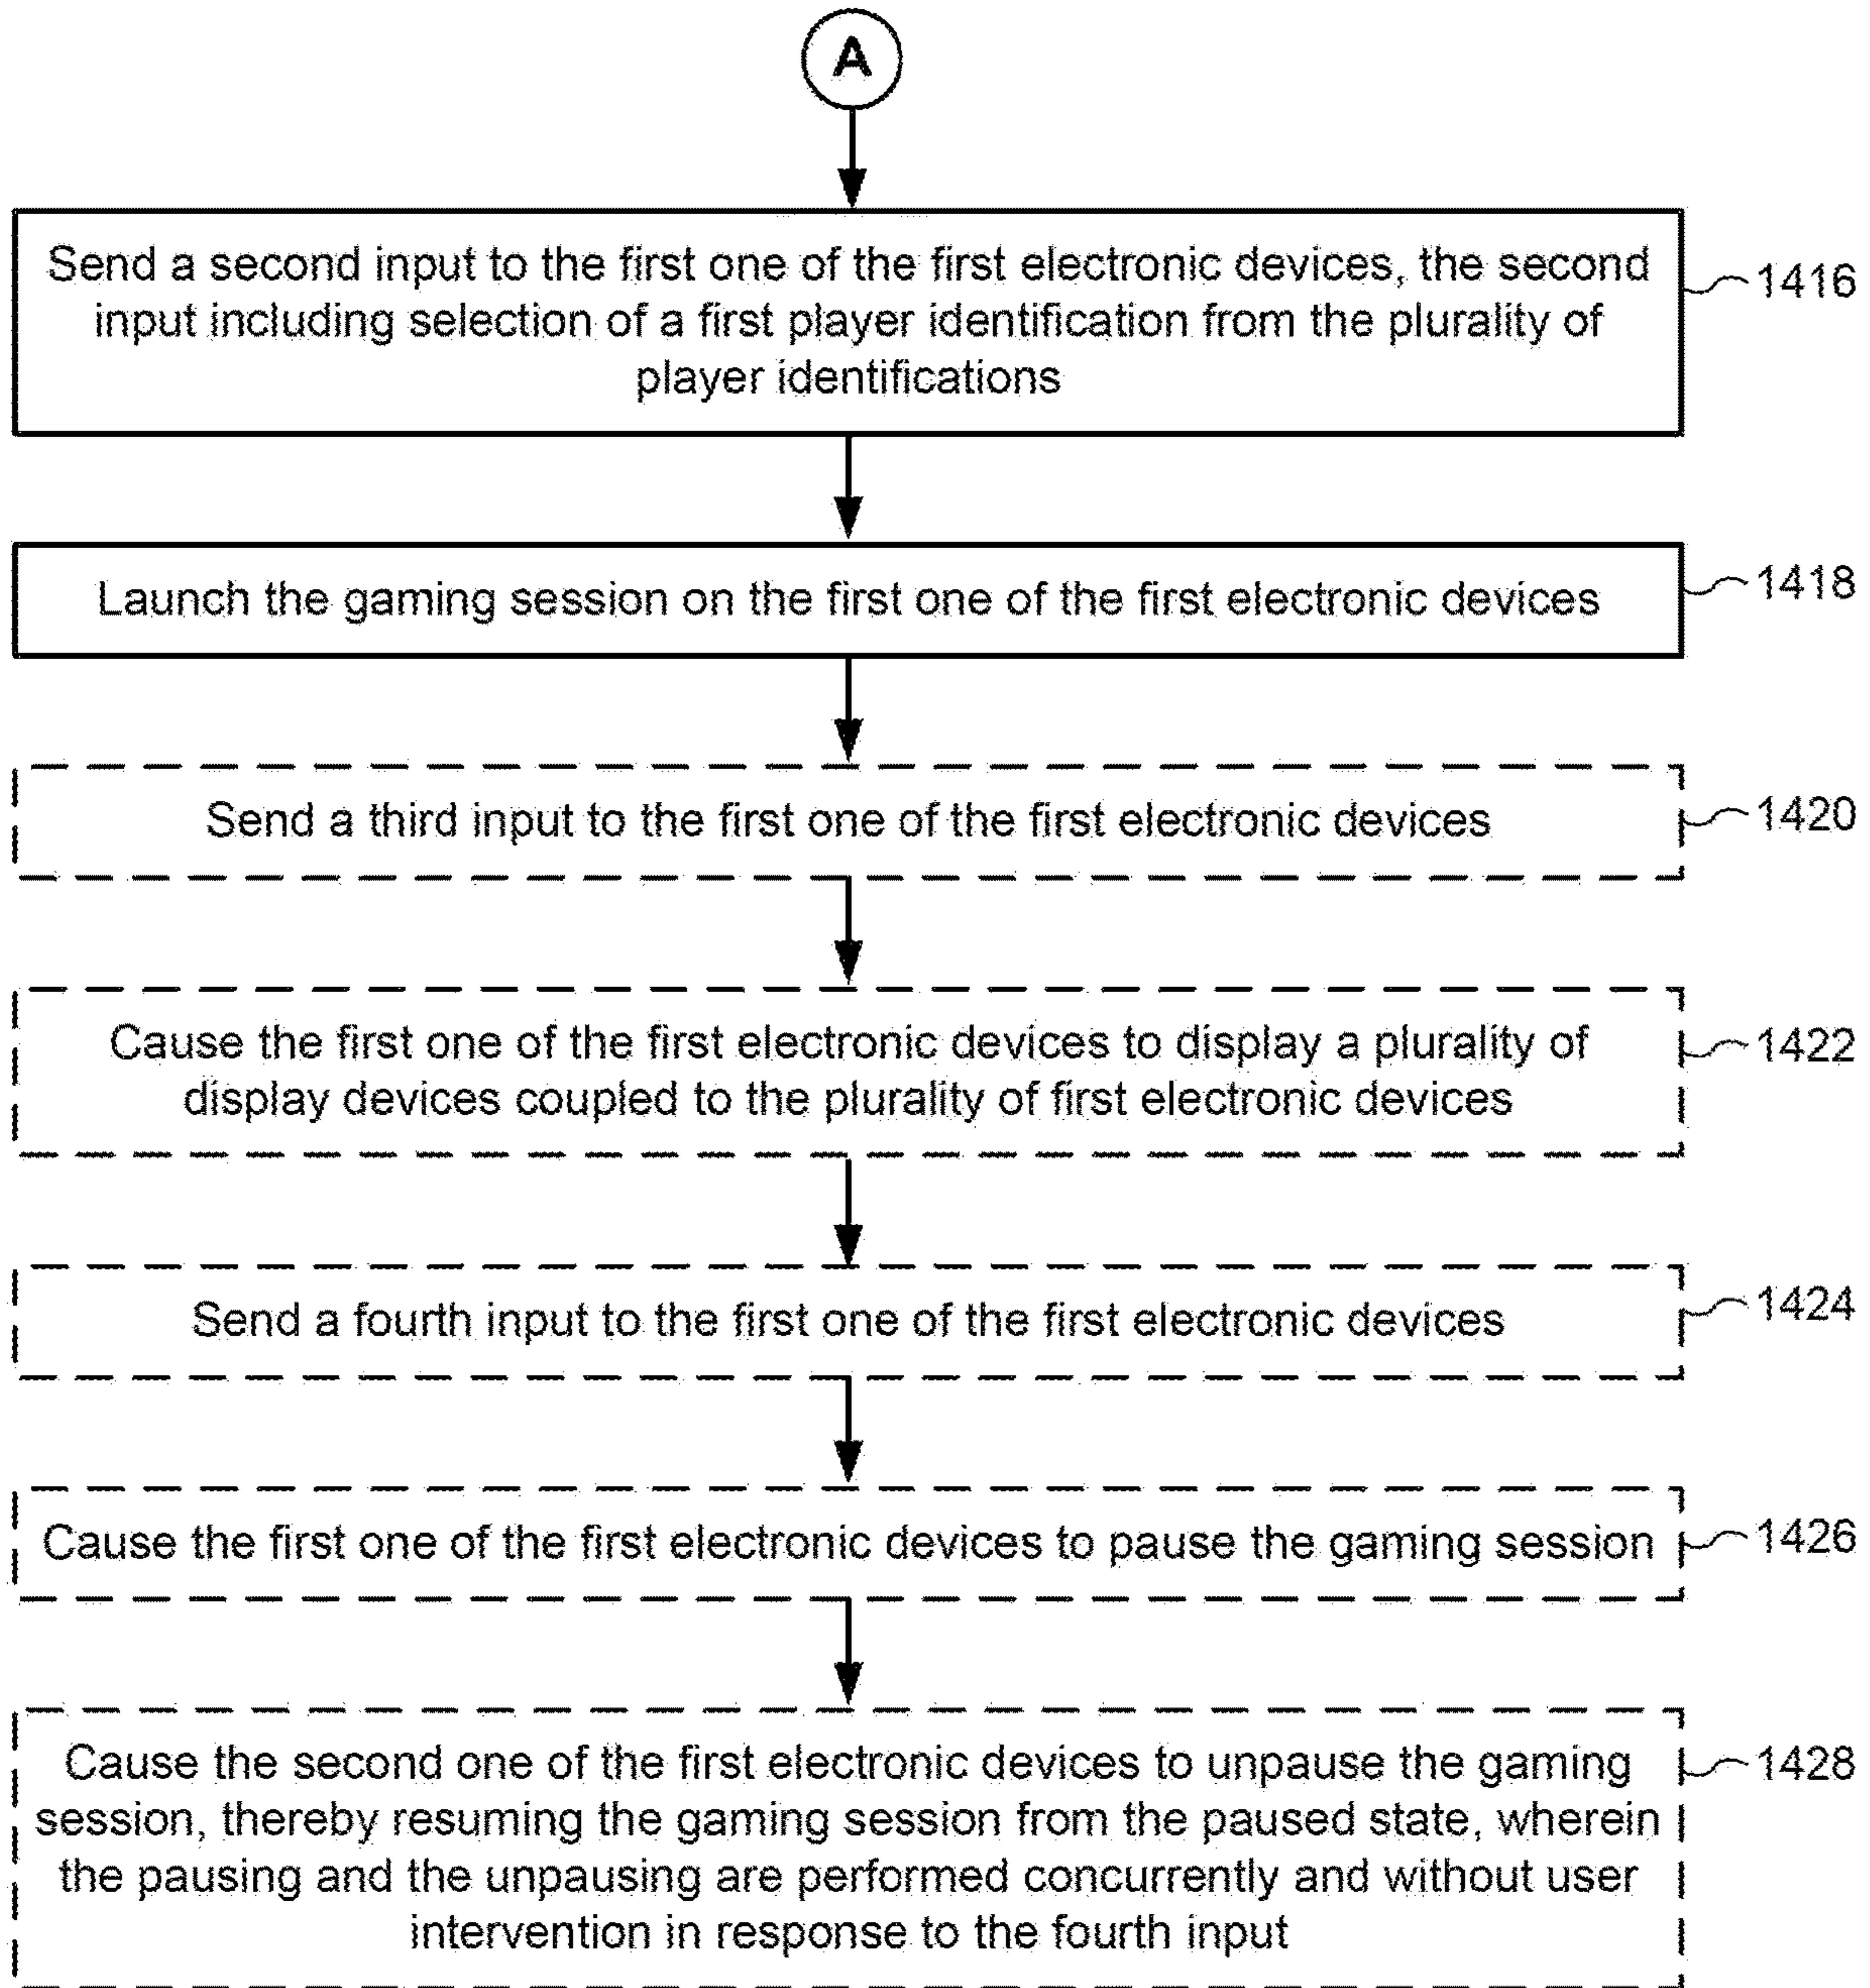 A
Send a second input to the first one of the first electronic devices, the second
input including selection of a first player identification from the plurality of
player identifications
1416
Launch the gaming session on the first one of the first electronic devices
1418
Send a third input to the first one of the first electronic devices
1420
Cause the first one of the first electronic devices to display a plurality of
display devices coupled to the plurality of first electronic devices
1422
Send a fourth input to the first one of the first electronic devices
1424
Cause the first one of the first electronic devices to pause the gaming session
1426
Cause the second one of the first electronic devices to unpause the gaming
session, thereby resuming the gaming session from the paused state, wherein
the pausing and the unpausing are performed concurrently and without user
intervention in response to the fourth input
1428